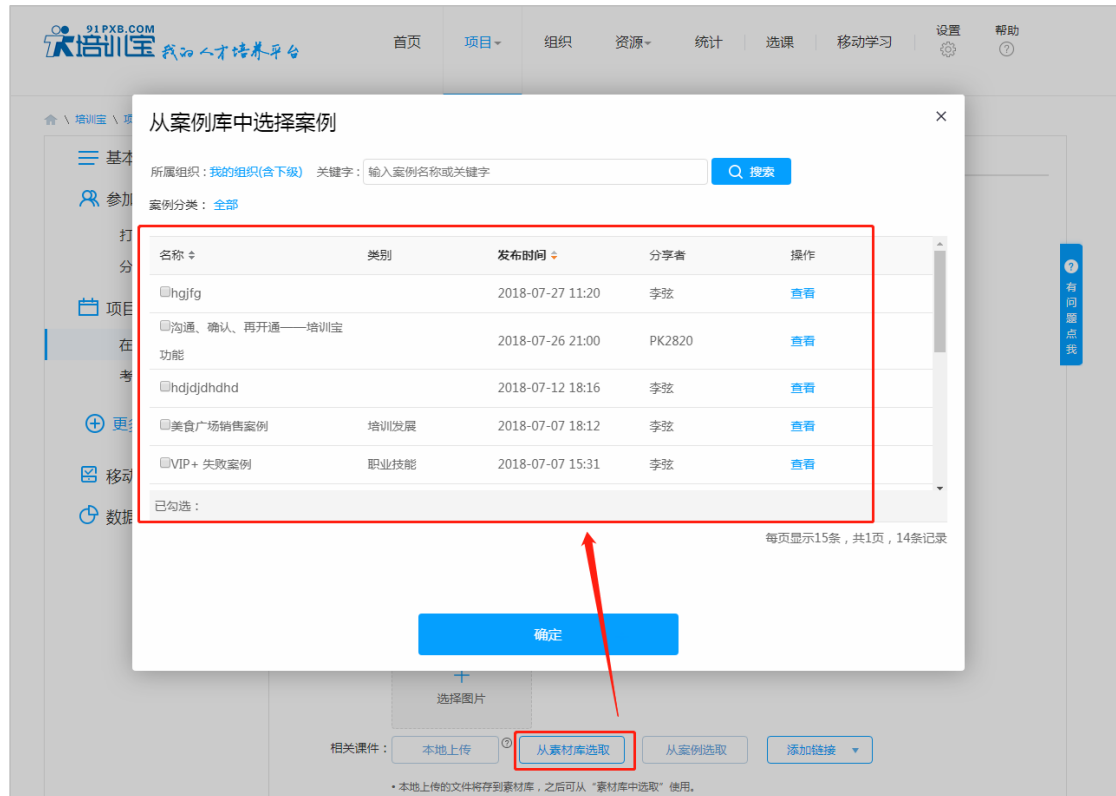 91PXB.COM
培训宝 我的人才培养平台
首页 项目 组织 资源 统计 选课 移动学习 设置 帮助
\ 培训宝 \ 项
从案例库中选择案例 ×
基本
所属组织：我的组织(含下级) 关键字： 输入案例名称或关键字 搜索
参加
案例分类： 全部
打
名称 类别 发布时间 分享者 操作
分
hgjfg 2018-07-27 11:20 李弦 查看
项目
沟通、确认、再开通——培训宝
功能 2018-07-26 21:00 PK2820 查看
在
考
hdjdjdhdhd 2018-07-12 18:16 李弦 查看
更多
美食广场销售案例 培训发展 2018-07-07 18:12 李弦 查看
VIP+ 失败案例 职业技能 2018-07-07 15:31 李弦 查看
移动
已勾选：
数据
每页显示15条，共1页，14条记录
有问题点我
确定
选择图片
相关课件： 本地上传 从素材库选取 从案例选取 添加链接
• 本地上传的文件将存到素材库，之后可从“素材库中选取”使用。